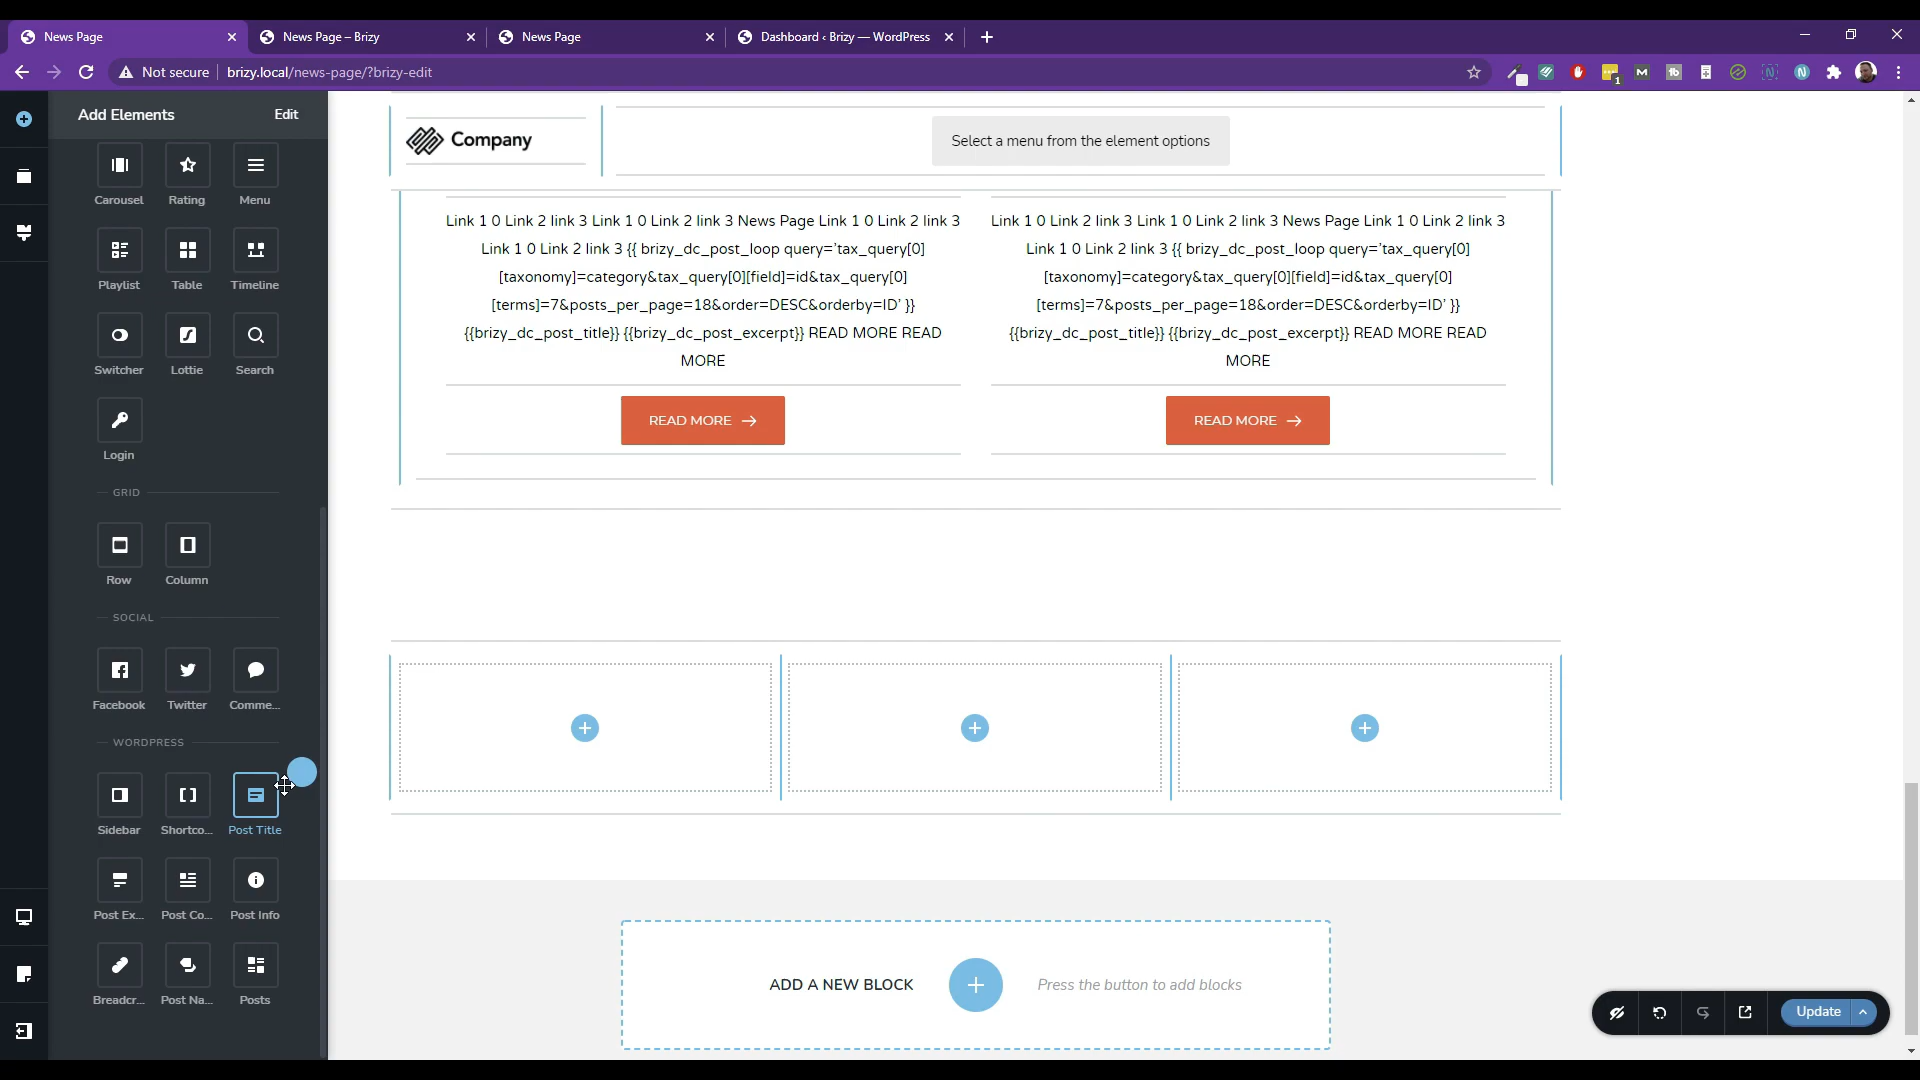 News Page
News Page – Brizy
News Page
Dashboard ‹ Brizy — WordPress
Not secure
brizy.local/news-page/?brizy-edit
Add Elements
Edit
Carousel
Rating
Menu
Playlist
Table
Timeline
Switcher
Lottie
Search
Login
GRID
Row
Column
SOCIAL
Facebook
Twitter
Comme...
WORDPRESS
Sidebar
Shortco...
Post Title
Post Ex...
Post Co...
Post Info
Breadcr...
Post Na...
Posts
Company
Select a menu from the element options
Link 1 0 Link 2 link 3 Link 1 0 Link 2 link 3 News Page Link 1 0 Link 2 link 3
Link 1 0 Link 2 link 3 {{ brizy_dc_post_loop query='tax_query[0]
[taxonomy]=category&tax_query[0][field]=id&tax_query[0]
[terms]=7&posts_per_page=18&order=DESC&orderby=ID' }}
{{brizy_dc_post_title}} {{brizy_dc_post_excerpt}} READ MORE READ
MORE
READ MORE
Link 1 0 Link 2 link 3 Link 1 0 Link 2 link 3 News Page Link 1 0 Link 2 link 3
Link 1 0 Link 2 link 3 {{ brizy_dc_post_loop query='tax_query[0]
[taxonomy]=category&tax_query[0][field]=id&tax_query[0]
[terms]=7&posts_per_page=18&order=DESC&orderby=ID' }}
{{brizy_dc_post_title}} {{brizy_dc_post_excerpt}} READ MORE READ
MORE
READ MORE
ADD A NEW BLOCK
Press the button to add blocks
Update